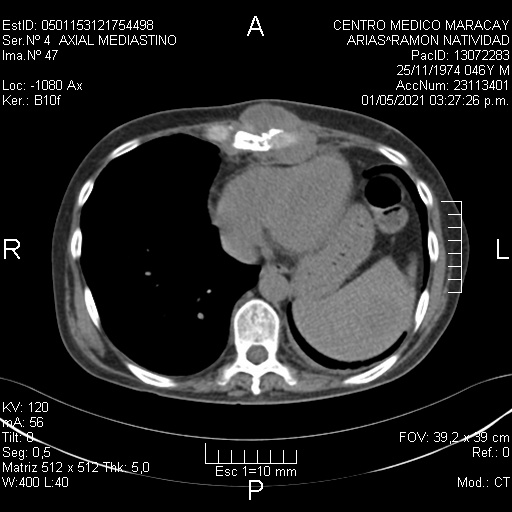 EstID: 0501153121754498
Ser.Nº 4 AXIAL MEDIASTINO
Ima.Nº 47
Loc: -1080 Ax
Ker.: B10f
A
CENTRO MEDICO MARACAY
ARIAS^RAMON NATIVIDAD
PacID: 13072283
25/11/1974 046Y M
AccNum: 23113401
01/05/2021 03:27:26 p.m.
R
L
KV: 120
mA: 56
Tilt: 0
Seg: 0,5
Matriz 512 x 512 Thk: 5,0
W:400 L:40
Esc 1=10 mm
P
FOV: 39,2 x 39 cm
Ref.: 0
Mod.: CT